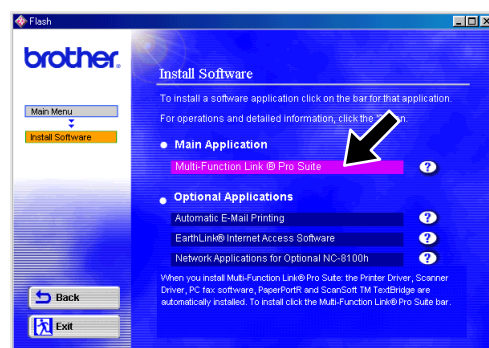 Flash
brother.
Install Software
To install a software application click on the bar for that application.
For operations and detailed information, click the "?"
Main Menu
Install Software
Main Application
Multi-Function Link ® Pro Suite
?
Optional Applications
Automatic E-Mail Printing
?
EarthLink® Internet Access Software
?
Network Applications for Optional NC-8100h
?
When you install Multi-Function Link® Pro Suite: the Printer Driver, Scanner
Driver, PC fax software, PaperPortR and ScanSoft TM TextBridge are
automatically installed. To install click the Multi-Function Link® Pro Suite bar.
Back
Exit